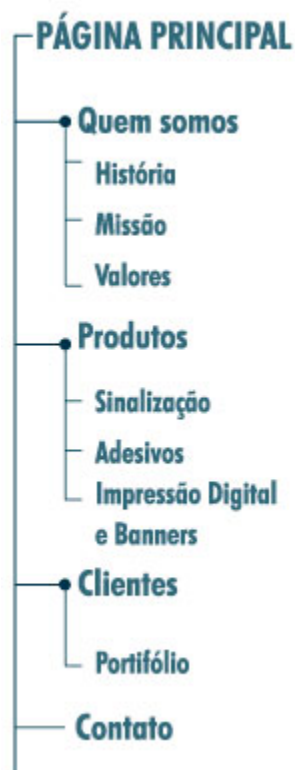 PÁGINA PRINCIPAL
Quem somos
História
Missão
Valores
Produtos
Sinalização
Adesivos
Impressão Digital
e Banners
Clientes
Portifólio
Contato